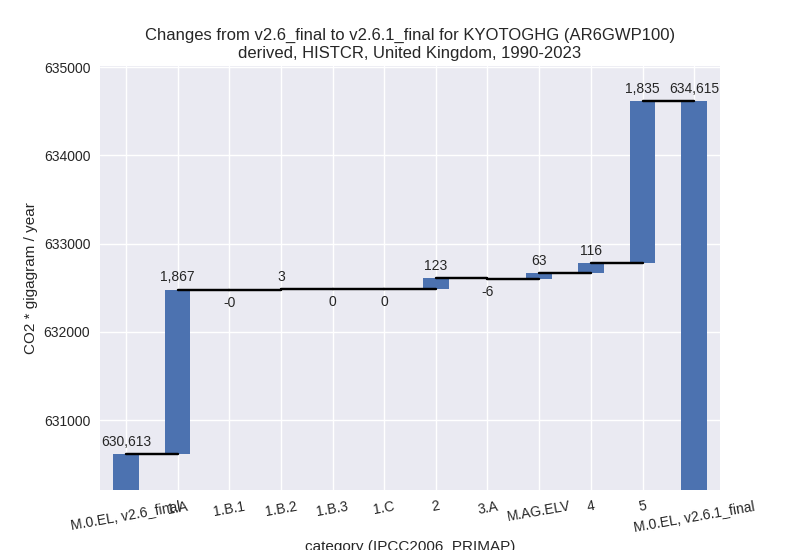 Changes from v2.6_final to v2.6.1_final for KYOTOGHG (AR6GWP100)
derived, HISTCR, United Kingdom, 1990-2023
635000
634000
633000
632000
631000
CO2 * gigagram / year
630,613
1,867
-0
3
0
0
123
-6
63
116
1,835
634,615
M.0.EL, v2.6_final
1.A
1.B.1
1.B.2
1.B.3
1.C
2
3.A
M.AG.ELV
4
5
M.0.EL, v2.6.1_final
category (IPCC2006_PRIMAP)